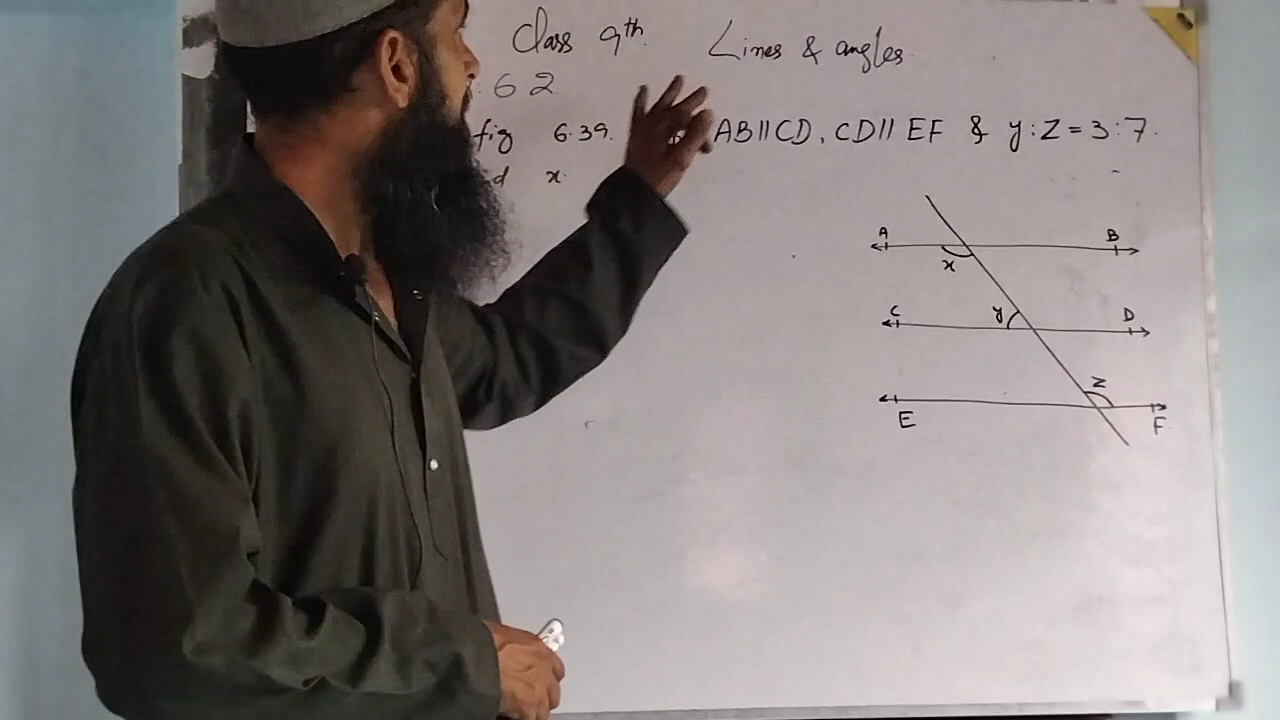 Class 9th. Lines & angles.
: 6 2
fig 6.39. AB||CD, CD|| EF & y:Z = 3:7.
d x.
A B
x
C y D
Z
E F